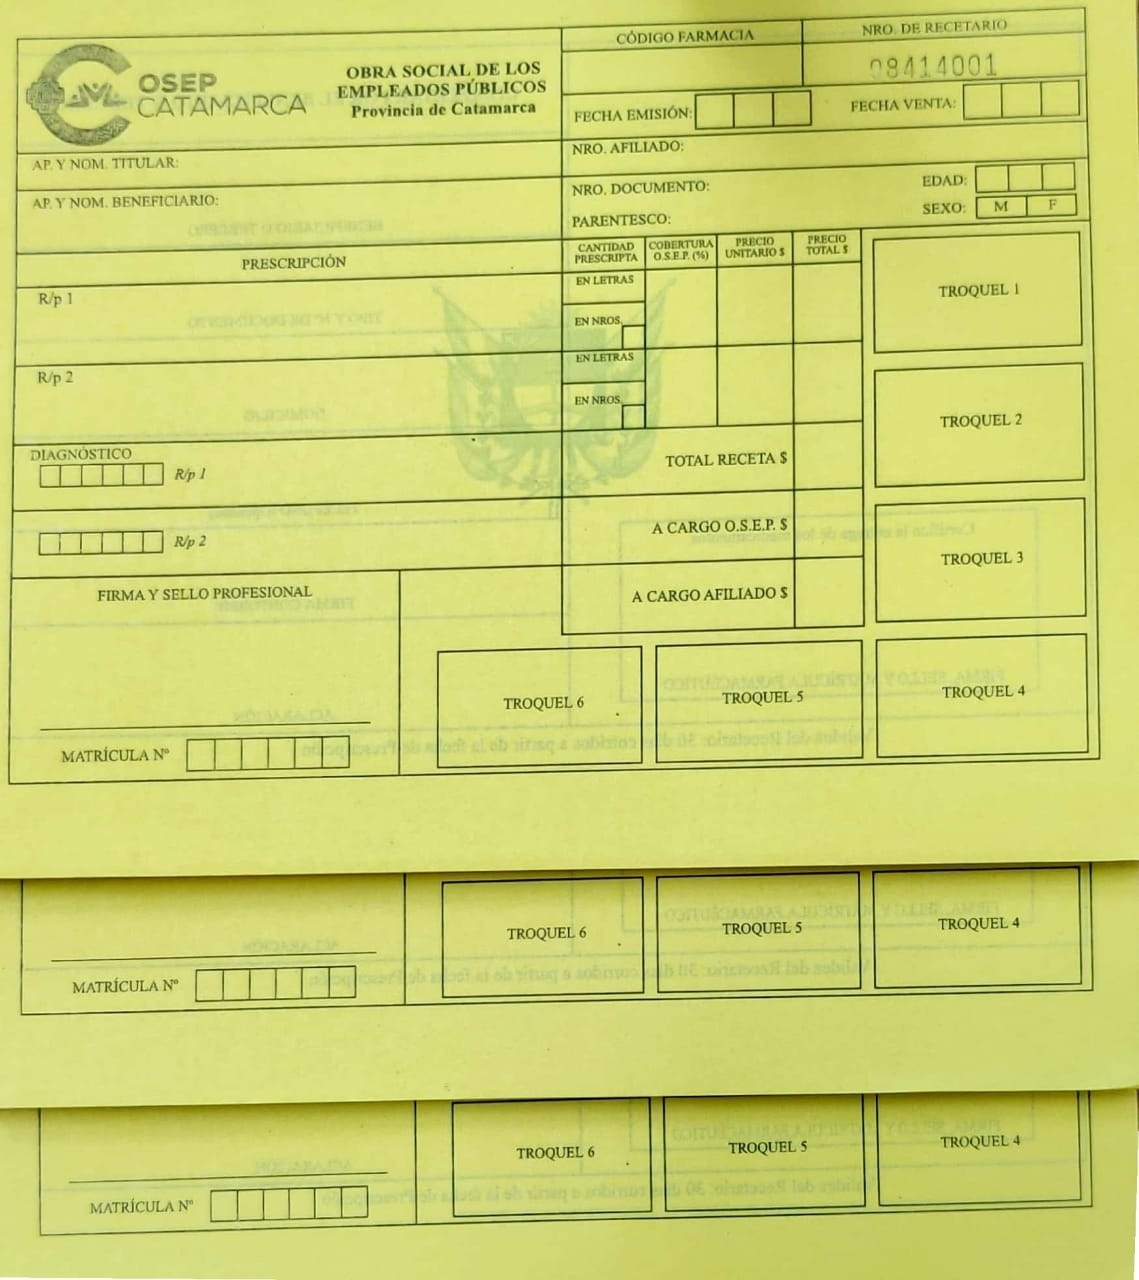 OSEP
CATAMARCA
OBRA SOCIAL DE LOS
EMPLEADOS PÚBLICOS
Provincia de Catamarca
CÓDIGO FARMACIA
NRO. DE RECETARIO
08414001
FECHA EMISIÓN:
FECHA VENTA:
AP. Y NOM. TITULAR:
NRO. AFILIADO:
AP. Y NOM. BENEFICIARIO:
NRO. DOCUMENTO:
EDAD:
PARENTESCO:
SEXO: M F
PRESCRIPCIÓN
CANTIDAD
PRESCRIPTA
COBERTURA
O.S.E.P. (%)
PRECIO
UNITARIO $
PRECIO
TOTAL $
R/p 1
EN LETRAS
EN NROS.
TROQUEL 1
R/p 2
EN LETRAS
EN NROS.
TROQUEL 2
DIAGNÓSTICO
R/p 1
TOTAL RECETA $
R/p 2
A CARGO O.S.E.P. $
TROQUEL 3
FIRMA Y SELLO PROFESIONAL
A CARGO AFILIADO $
TROQUEL 6
TROQUEL 5
TROQUEL 4
MATRÍCULA Nº
TROQUEL 6
TROQUEL 5
TROQUEL 4
MATRÍCULA Nº
TROQUEL 6
TROQUEL 5
TROQUEL 4
MATRÍCULA Nº